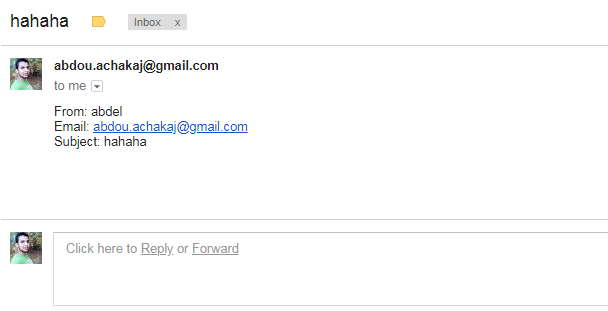 hahaha Inbox x
abdou.achakaj@gmail.com
to me
From: abdel
Email: abdou.achakaj@gmail.com
Subject: hahaha
Click here to Reply or Forward